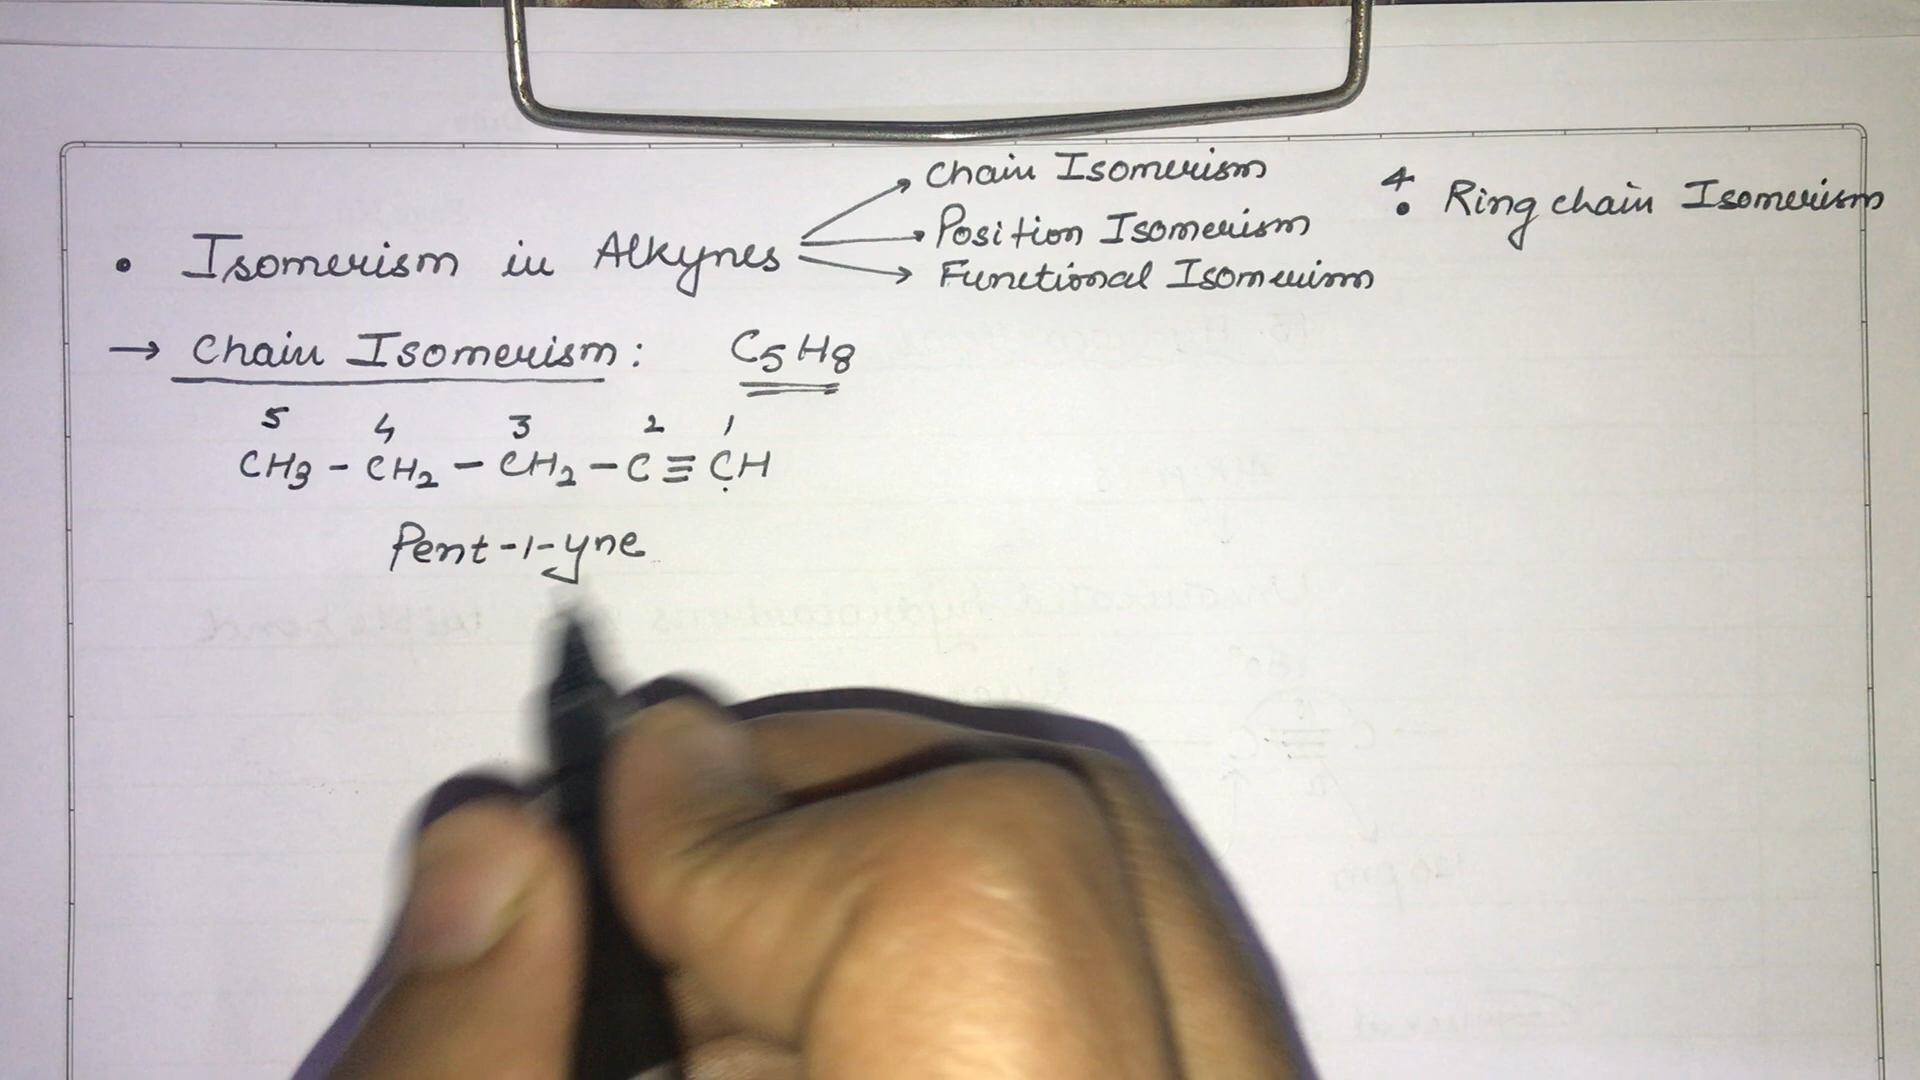 Chain Isomerism
4. Ring chain Isomerism
Position Isomerism
• Isomerism in Alkynes
Functional Isomerism
→ Chain Isomerism: C5H8
5 4 3 2 1
CH3 - CH2 - CH2 - C ≡ CH
Pent-1-yne